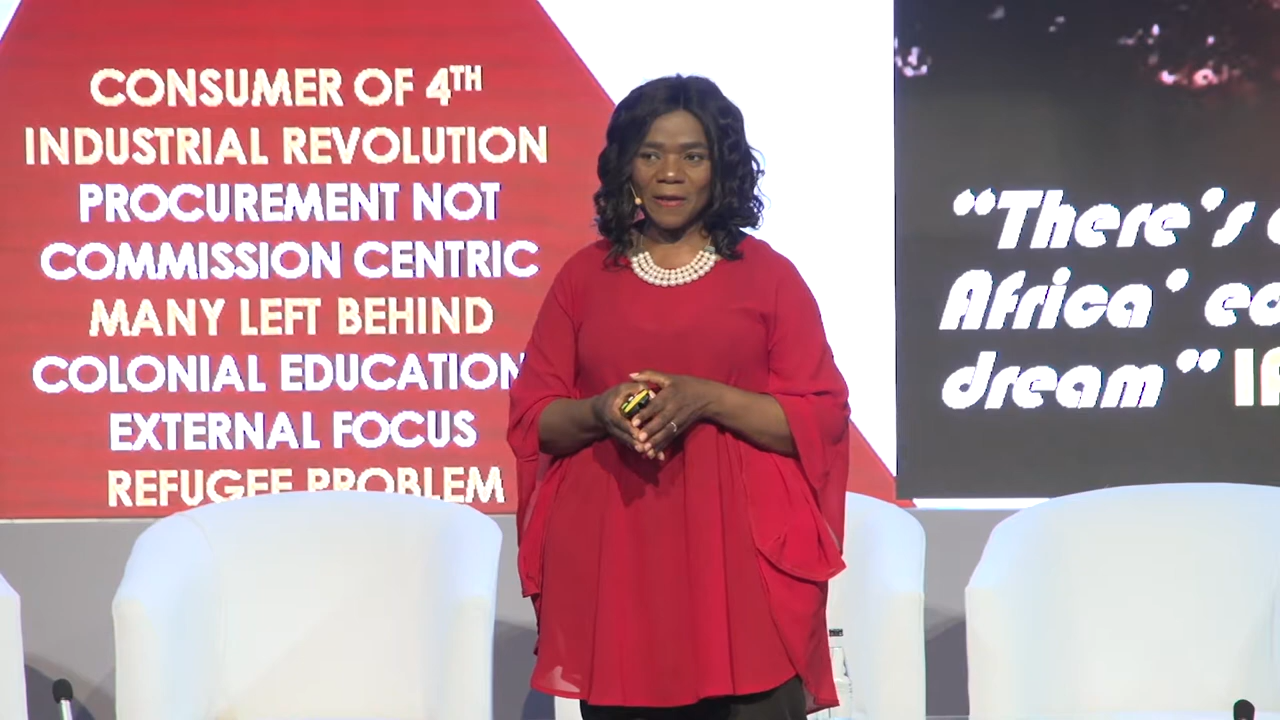 CONSUMER OF 4TH
INDUSTRIAL REVOLUTION
PROCUREMENT NOT
COMMISSION CENTRIC
MANY LEFT BEHIND
COLONIAL EDUCATION
EXTERNAL FOCUS
REFUGEE PROBLEM
"There's
Africa'
dream"